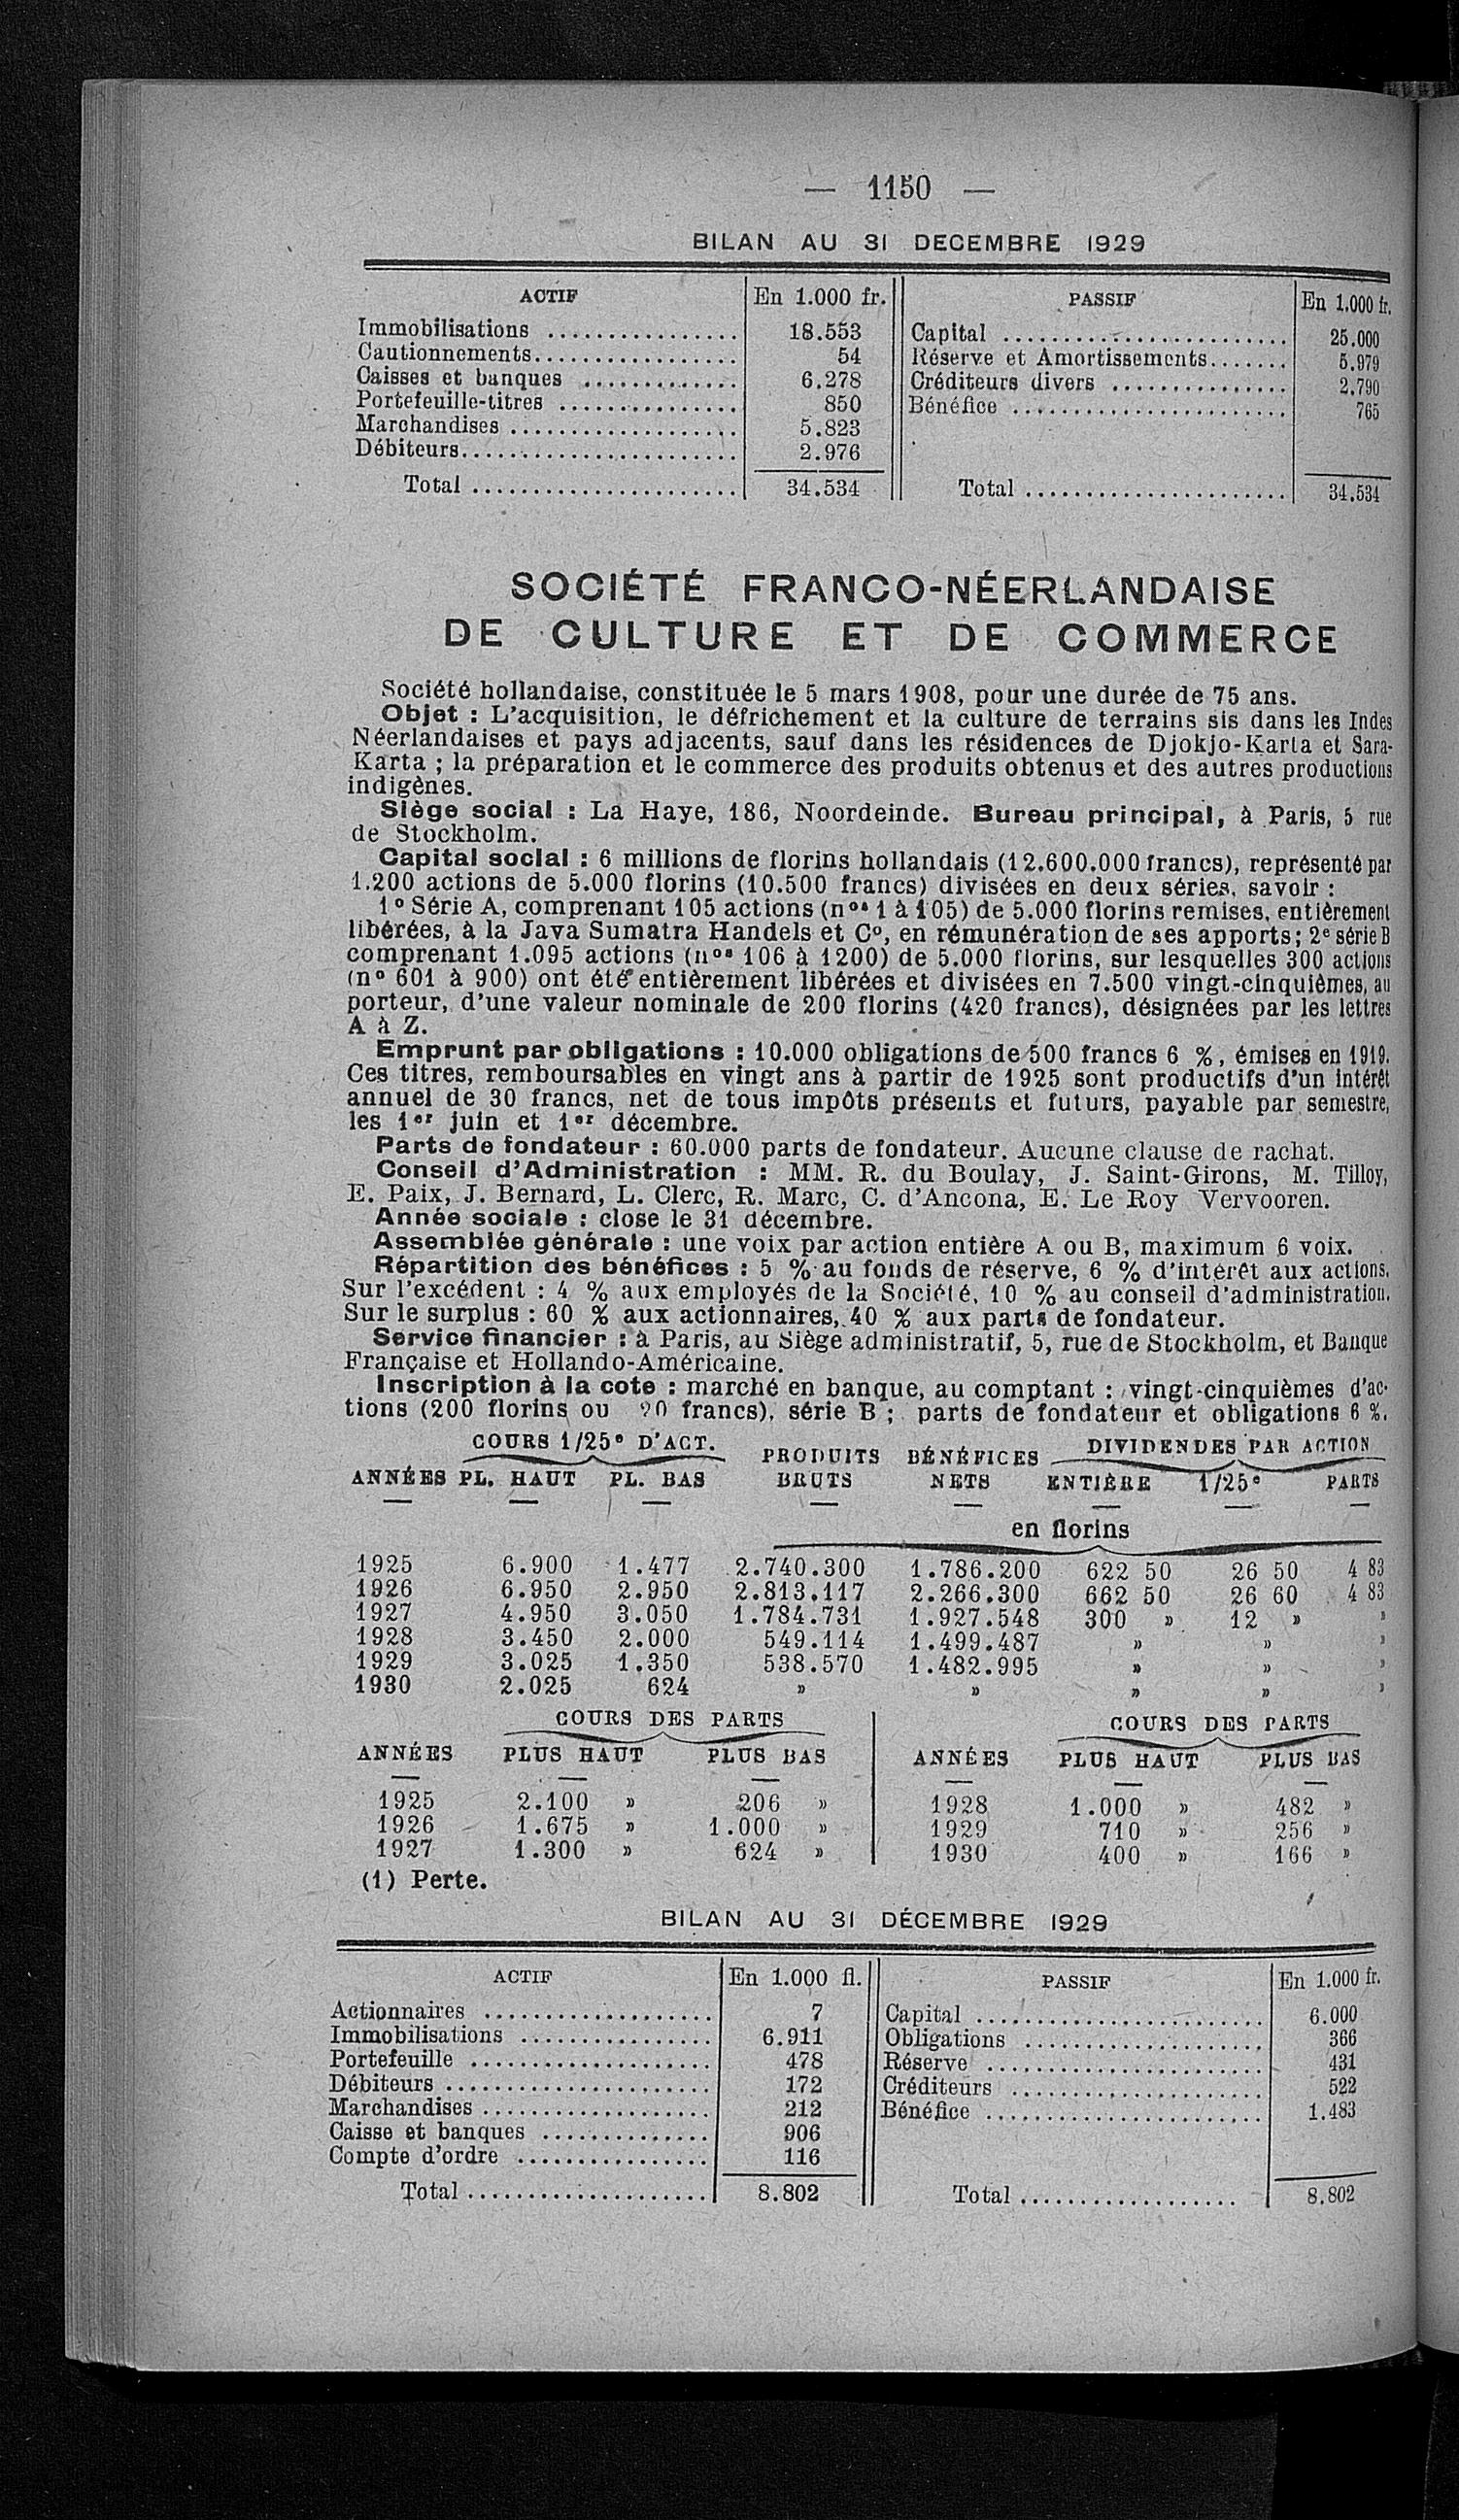 — 1150 —
BILAN AU 31 DECEMBRE 1929
ACTIF En 1.000 fr. PASSIF En 1.000 fr.
Immobilisations ................ 18.553 Capital ........................ 25.000
Cautionnements................. 54 Réserve et Amortissements....... 5.979
Caisses et banques ............. 6.278 Créditeurs divers ............... 2.790
Portefeuille-titres ............... 850 Bénéfice ....................... 765
Marchandises ................... 5.823
Débiteurs....................... 2.976
Total ...................... 34.534 Total ...................... 34.534
SOCIÉTÉ FRANCO-NÉERLANDAISE
DE CULTURE ET DE COMMERCE
Société hollandaise, constituée le 5 mars 1908, pour une durée de 75 ans.
Objet : L'acquisition, le défrichement et la culture de terrains sis dans les Indes
Néerlandaises et pays adjacents, sauf dans les résidences de Djokjo-Karta et Sara-
Karta ; la préparation et le commerce des produits obtenus et des autres productions
indigènes.
Siège social : La Haye, 186, Noordeinde. Bureau principal, à Paris, 5 rue
de Stockholm.
Capital social : 6 millions de florins hollandais (12.600.000 francs), représenté par
1.200 actions de 5.000 florins (10.500 francs) divisées en deux séries, savoir :
1º Série A, comprenant 105 actions (nos 1 à 105) de 5.000 florins remises, entièrement
libérées, à la Java Sumatra Handels et Cº, en rémunération de ses apports; 2e série B
comprenant 1.095 actions (nos 106 à 1200) de 5.000 florins, sur lesquelles 300 actions
(nº 601 à 900) ont été entièrement libérées et divisées en 7.500 vingt-cinquièmes, au
porteur, d'une valeur nominale de 200 florins (420 francs), désignées par les lettres
A à Z.
Emprunt par obligations : 10.000 obligations de 500 francs 6 %, émises en 1919.
Ces titres, remboursables en vingt ans à partir de 1925 sont productifs d'un intérêt
annuel de 30 francs, net de tous impôts présents et futurs, payable par semestre,
les 1er juin et 1er décembre.
Parts de fondateur : 60.000 parts de fondateur. Aucune clause de rachat.
Conseil d'Administration : MM. R. du Boulay, J. Saint-Girons, M. Tilloy,
E. Paix, J. Bernard, L. Clerc, R. Marc, C. d'Ancona, E. Le Roy Vervooren.
Année sociale : close le 31 décembre.
Assemblée générale : une voix par action entière A ou B, maximum 6 voix.
Répartition des bénéfices : 5 % au fonds de réserve, 6 % d'intérêt aux actions.
Sur l'excédent : 4 % aux employés de la Société, 10 % au conseil d'administration.
Sur le surplus : 60 % aux actionnaires, 40 % aux parts de fondateur.
Service financier : à Paris, au Siège administratif, 5, rue de Stockholm, et Banque
Française et Hollando-Américaine.
Inscription à la cote : marché en banque, au comptant : vingt-cinquièmes d'ac-
tions (200 florins ou 20 francs), série B ; parts de fondateur et obligations 6 %.
COURS 1/25e D'ACT. PRODUITS BÉNÉFICES DIVIDENDES PAR ACTION
ANNÉES PL. HAUT PL. BAS BRUTS NETS ENTIÈRE 1/25e PARTS
en florins
1925 6.900 1.477 2.740.300 1.786.200 622 50 26 50 4 83
1926 6.950 2.950 2.813.117 2.266.300 662 50 26 60 4 83
1927 4.950 3.050 1.784.731 1.927.548 300 » 12 » »
1928 3.450 2.000 549.114 1.499.487 » » »
1929 3.025 1.350 538.570 1.482.995 » » »
1930 2.025 624 » » » » »
COURS DES PARTS COURS DES PARTS
ANNÉES PLUS HAUT PLUS BAS ANNÉES PLUS HAUT PLUS BAS
1925 2.100 » 206 » 1928 1.000 » 482 »
1926 1.675 » 1.000 » 1929 710 » 256 »
1927 1.300 » 624 » 1930 400 » 166 »
(1) Perte.
BILAN AU 31 DÉCEMBRE 1929
ACTIF En 1.000 fl. PASSIF En 1.000 fr.
Actionnaires ................... 7 Capital ........................ 6.000
Immobilisations ................ 6.911 Obligations .................... 366
Portefeuille .................... 478 Réserve ....................... 431
Débiteurs ...................... 172 Créditeurs ..................... 522
Marchandises ................... 212 Bénéfice ....................... 1.483
Caisse et banques .............. 906
Compte d'ordre ................ 116
Total .................... 8.802 Total .................. 8.802